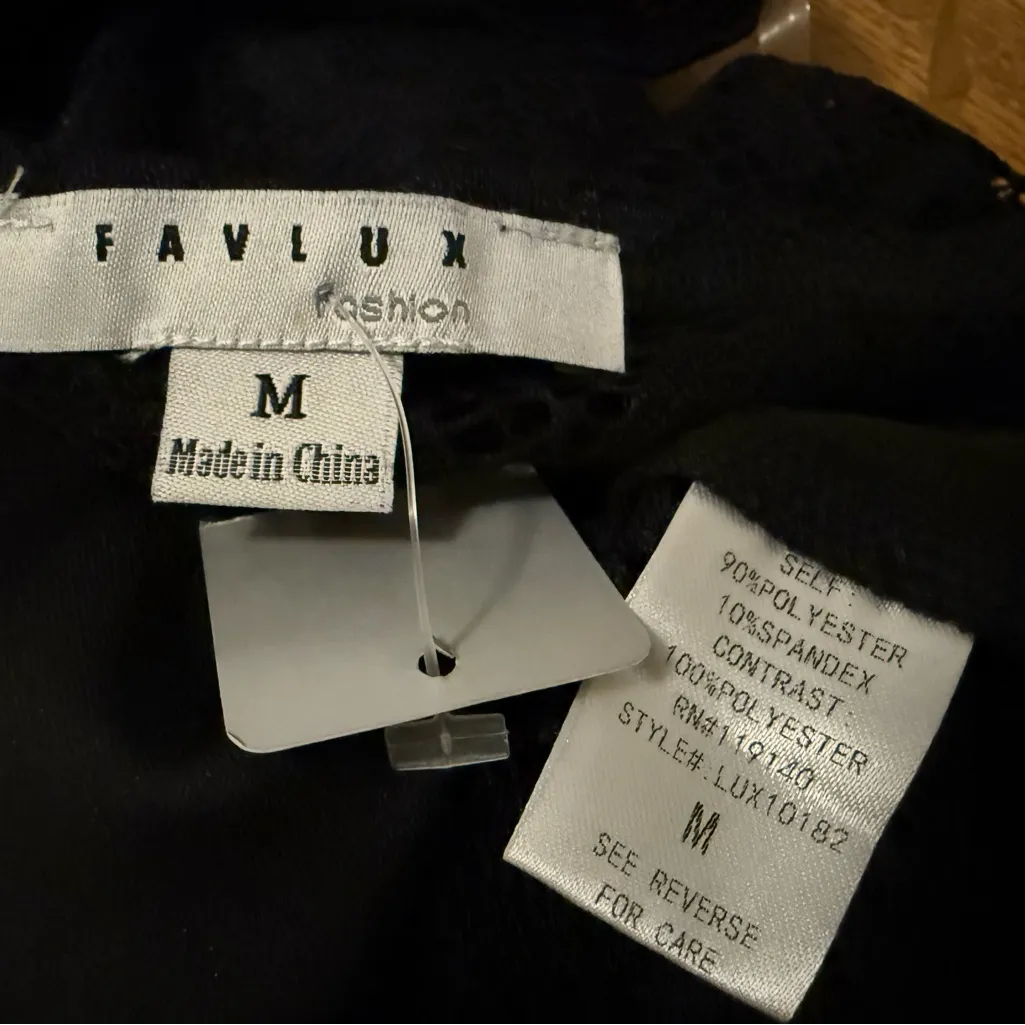 FAVLUX
Fashion
M
Made in China
SELF:
90%POLYESTER
10%SPANDEX
CONTRAST:
100%POLYESTER
RN#119140
STYLE#:LUX10182
M
SEE REVERSE
FOR CARE